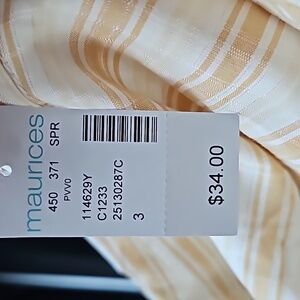 maurices
450 371 SPR
PVV0
114629Y
C1233
25130287C
3
$34.00